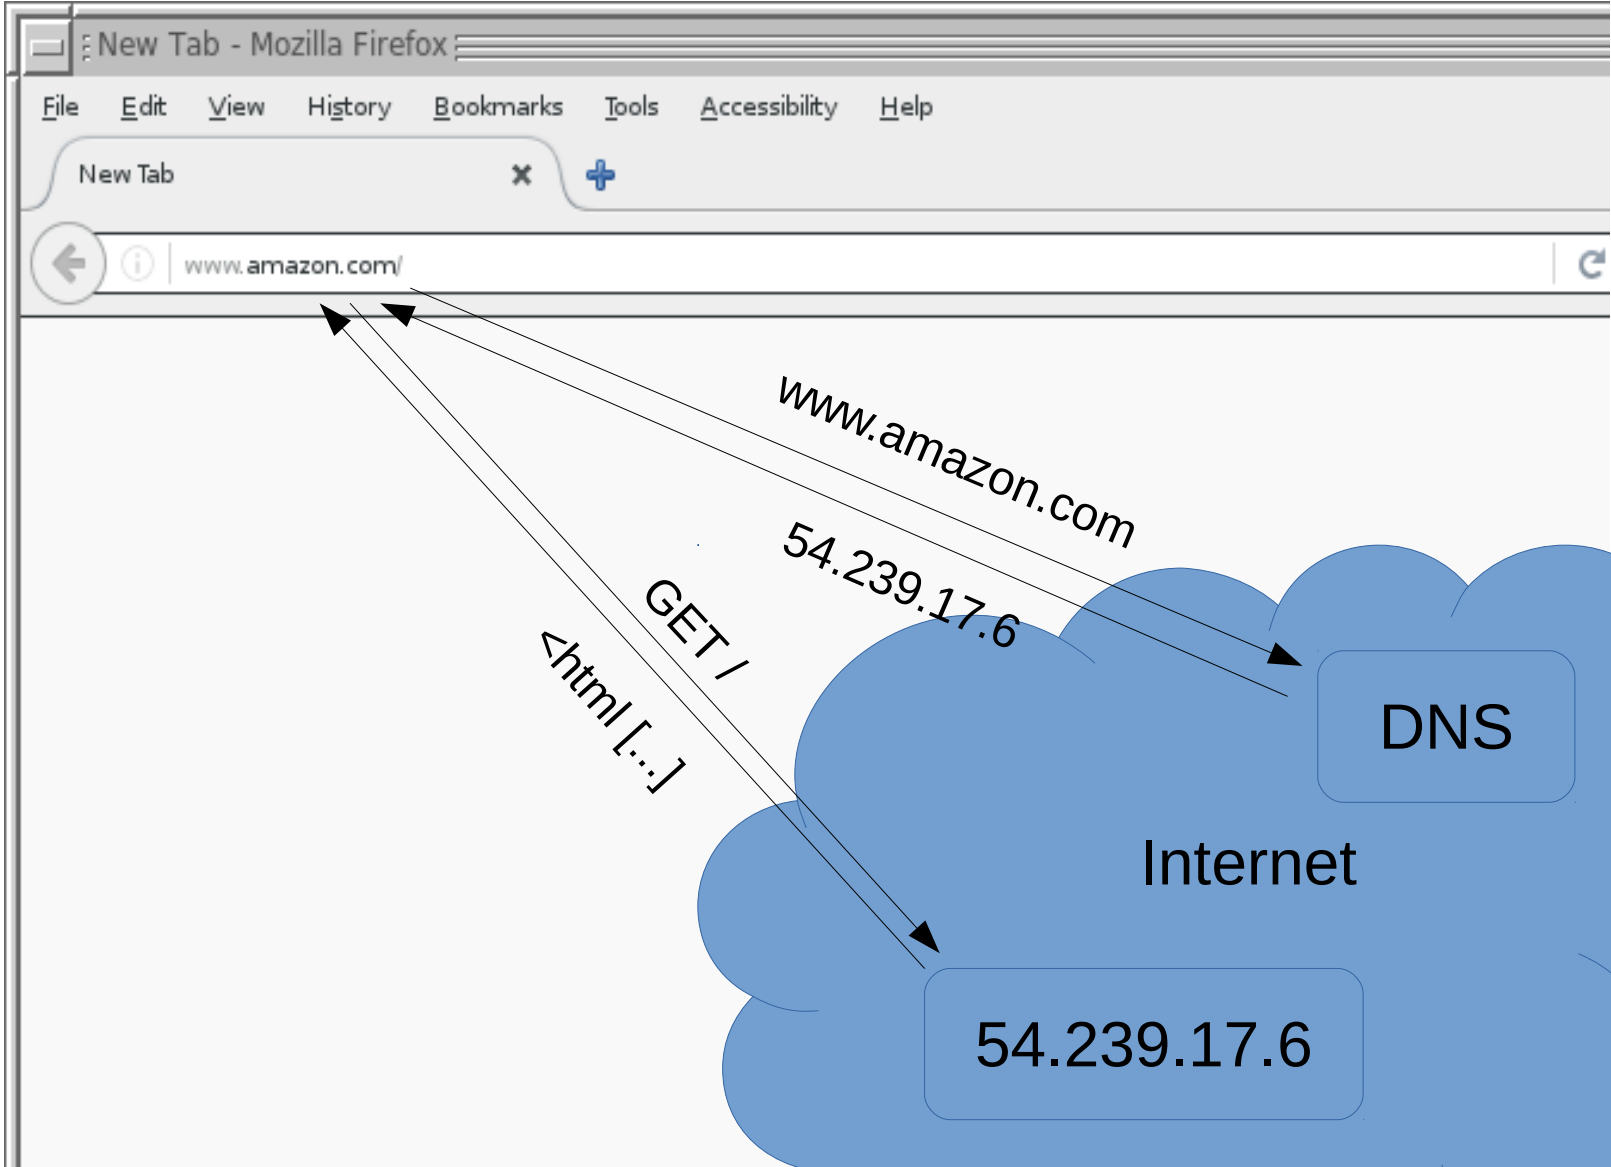 New Tab - Mozilla Firefox
File Edit View History Bookmarks Tools Accessibility Help
New Tab
www.amazon.com/
www.amazon.com
54.239.17.6
GET /
<html [...]
DNS
Internet
54.239.17.6